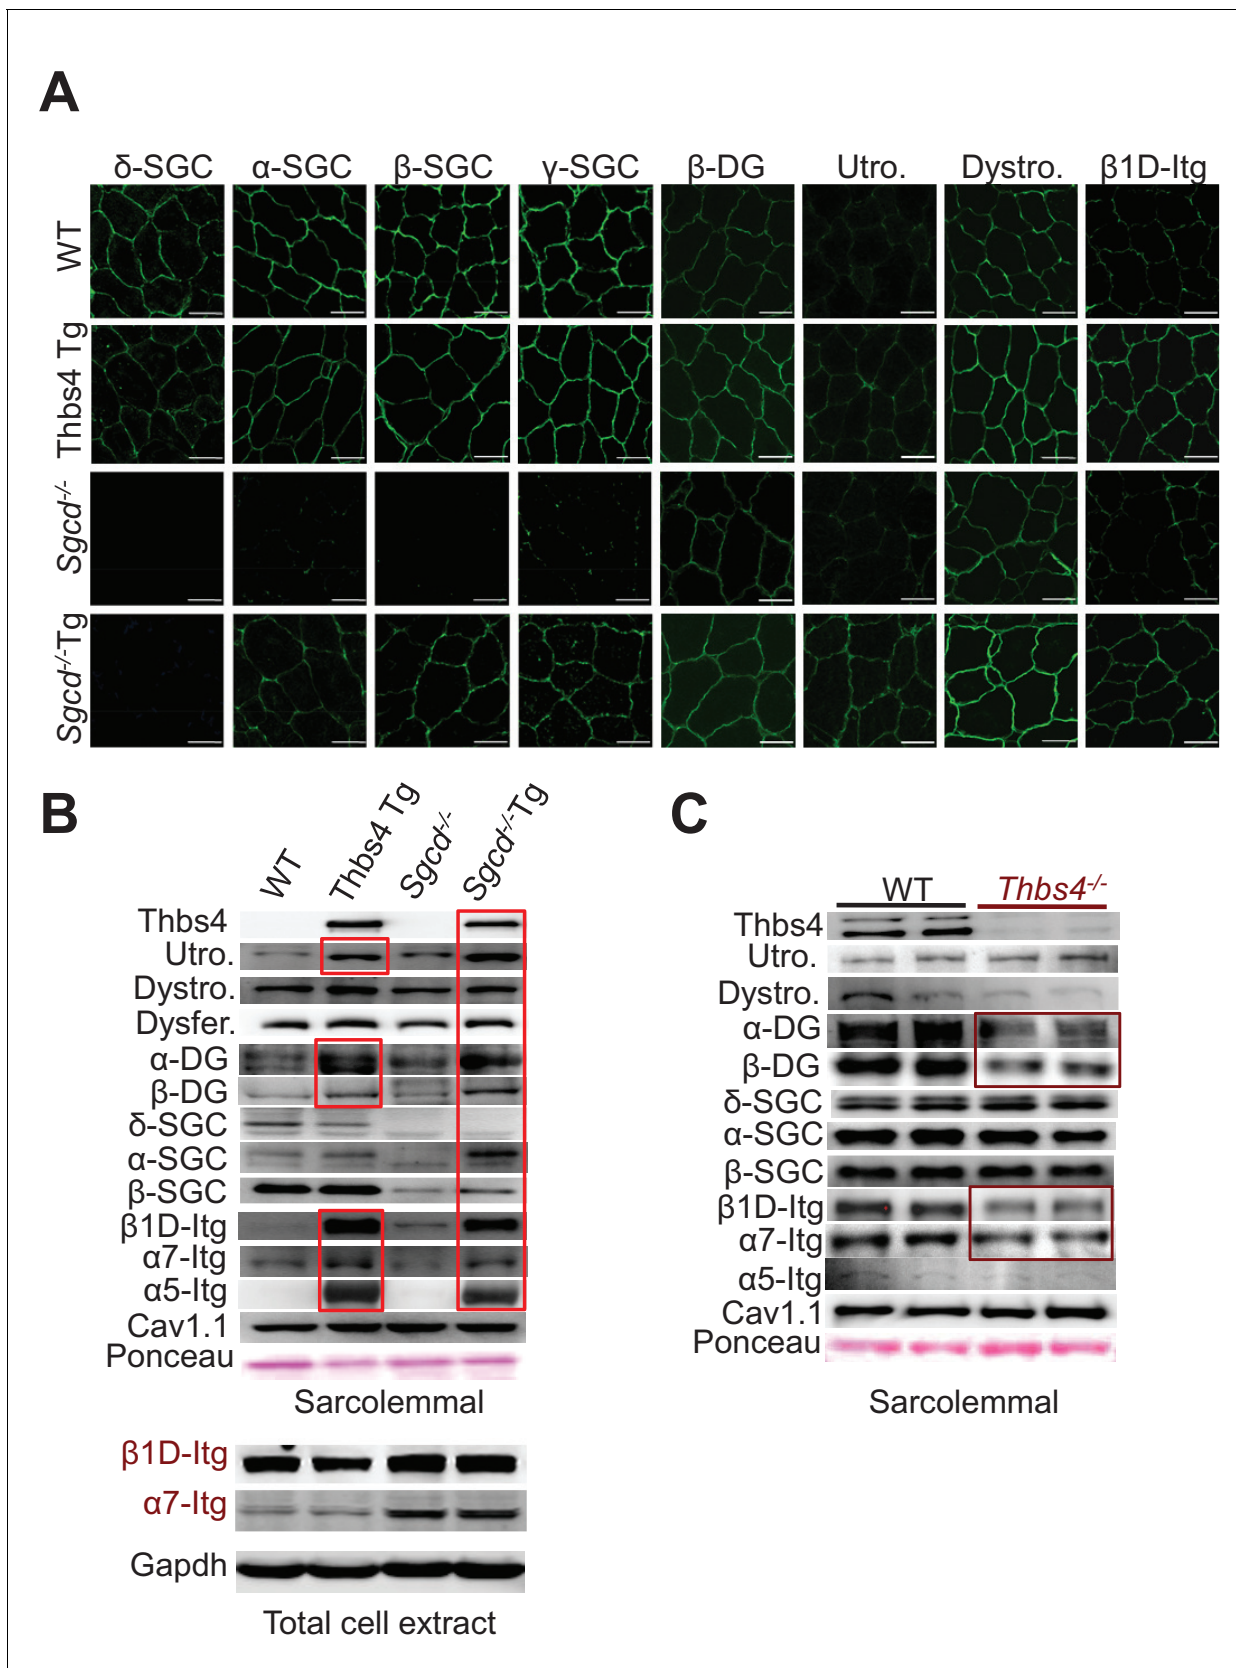 A
δ-SGC α-SGC β-SGC γ-SGC β-DG Utro. Dystro. β1D-Itg
WT
Thbs4 Tg
Sgcd-/-
Sgcd-/-Tg
B
WT Thbs4 Tg Sgcd-/- Sgcd-/-Tg
Thbs4
Utro.
Dystro.
Dysfer.
α-DG
β-DG
δ-SGC
α-SGC
β-SGC
β1D-Itg
α7-Itg
α5-Itg
Cav1.1
Ponceau
Sarcolemmal
β1D-Itg
α7-Itg
Gapdh
Total cell extract
C
WT Thbs4-/-
Thbs4
Utro.
Dystro.
α-DG
β-DG
δ-SGC
α-SGC
β-SGC
β1D-Itg
α7-Itg
α5-Itg
Cav1.1
Ponceau
Sarcolemmal